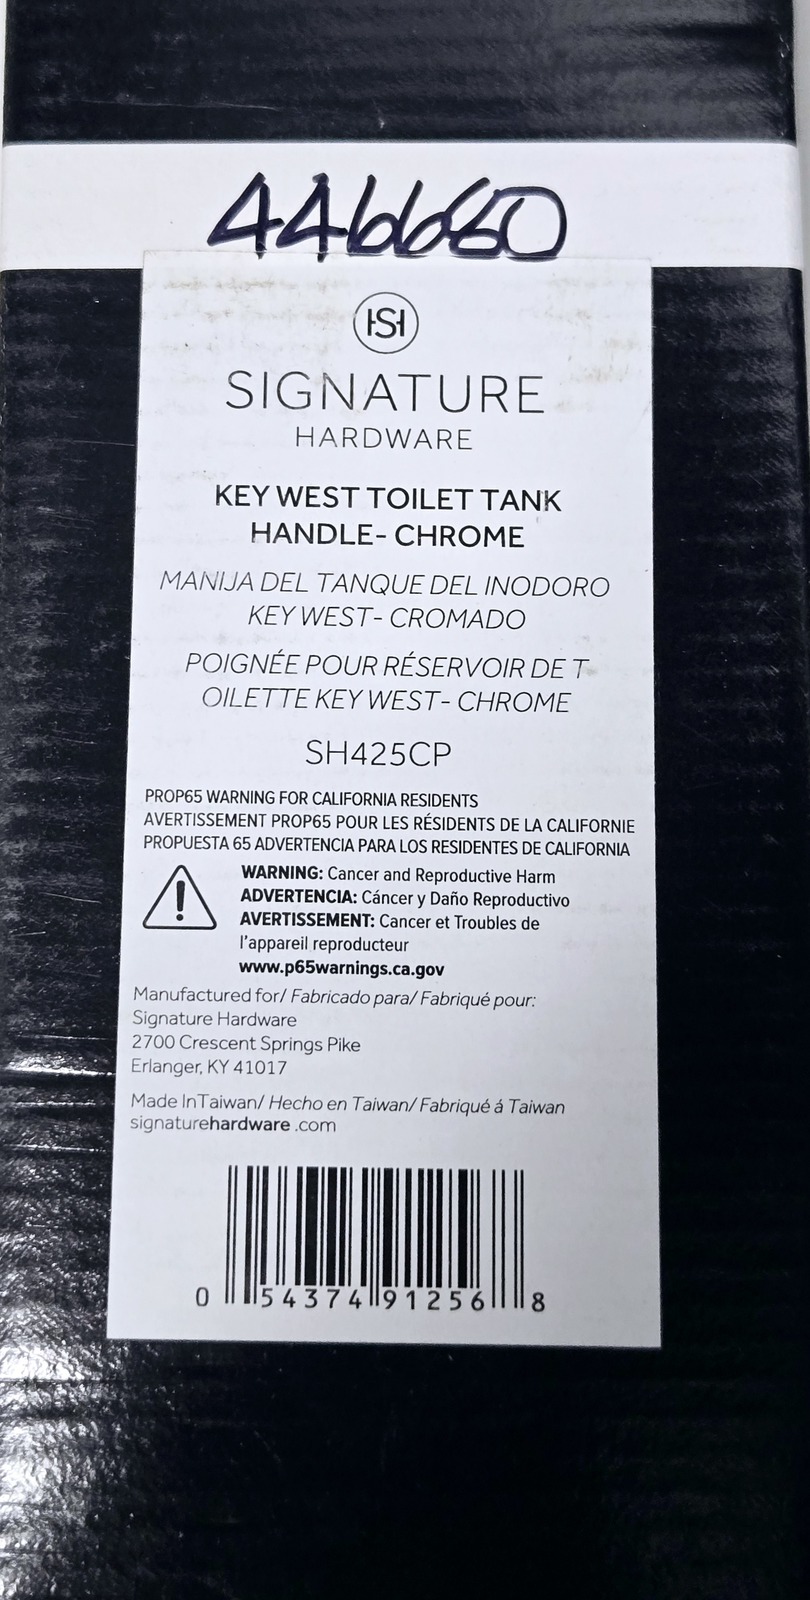 446660
SIGNATURE
HARDWARE
KEY WEST TOILET TANK
HANDLE- CHROME
MANIJA DEL TANQUE DEL INODORO
KEY WEST- CROMADO
POIGNÉE POUR RÉSERVOIR DE T
OILETTE KEY WEST- CHROME
SH425CP
PROP65 WARNING FOR CALIFORNIA RESIDENTS
AVERTISSEMENT PROP65 POUR LES RÉSIDENTS DE LA CALIFORNIE
PROPUESTA 65 ADVERTENCIA PARA LOS RESIDENTES DE CALIFORNIA
WARNING: Cancer and Reproductive Harm
ADVERTENCIA: Cáncer y Daño Reproductivo
AVERTISSEMENT: Cancer et Troubles de
l'appareil reproducteur
www.p65warnings.ca.gov
Manufactured for/ Fabricado para/ Fabriqué pour:
Signature Hardware
2700 Crescent Springs Pike
Erlanger, KY 41017
Made In Taiwan/ Hecho en Taiwan/ Fabriqué á Taiwan
signaturehardware .com
0 54374 91256 8